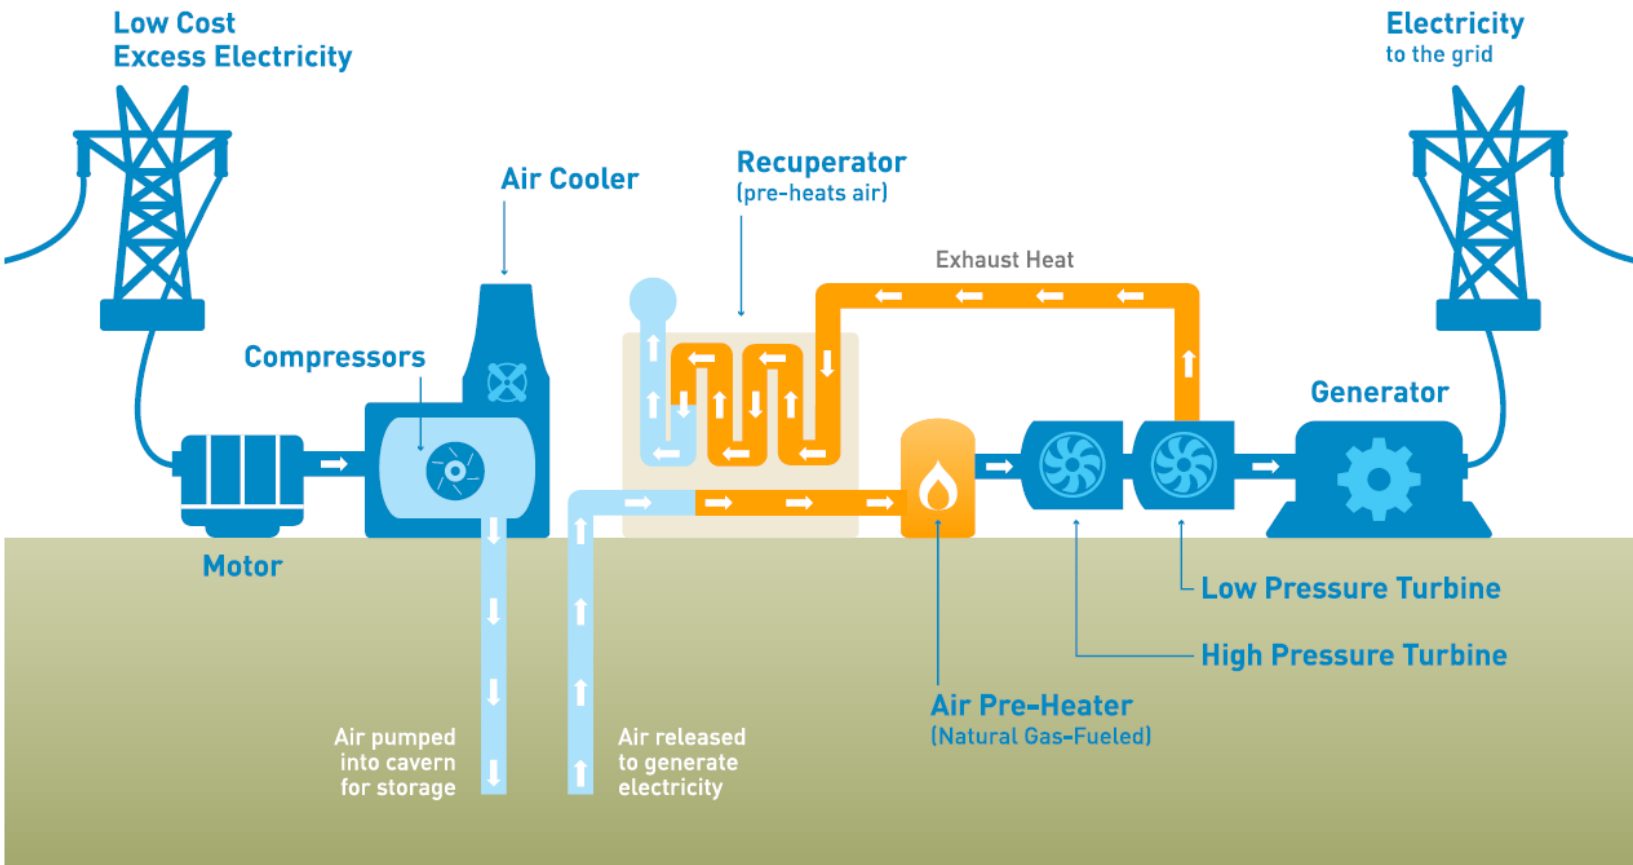 Low Cost
Excess Electricity
Electricity
to the grid
Air Cooler
Recuperator
(pre-heats air)
Exhaust Heat
Compressors
Generator
Motor
Low Pressure Turbine
High Pressure Turbine
Air Pre-Heater
(Natural Gas-Fueled)
Air pumped
into cavern
for storage
Air released
to generate
electricity